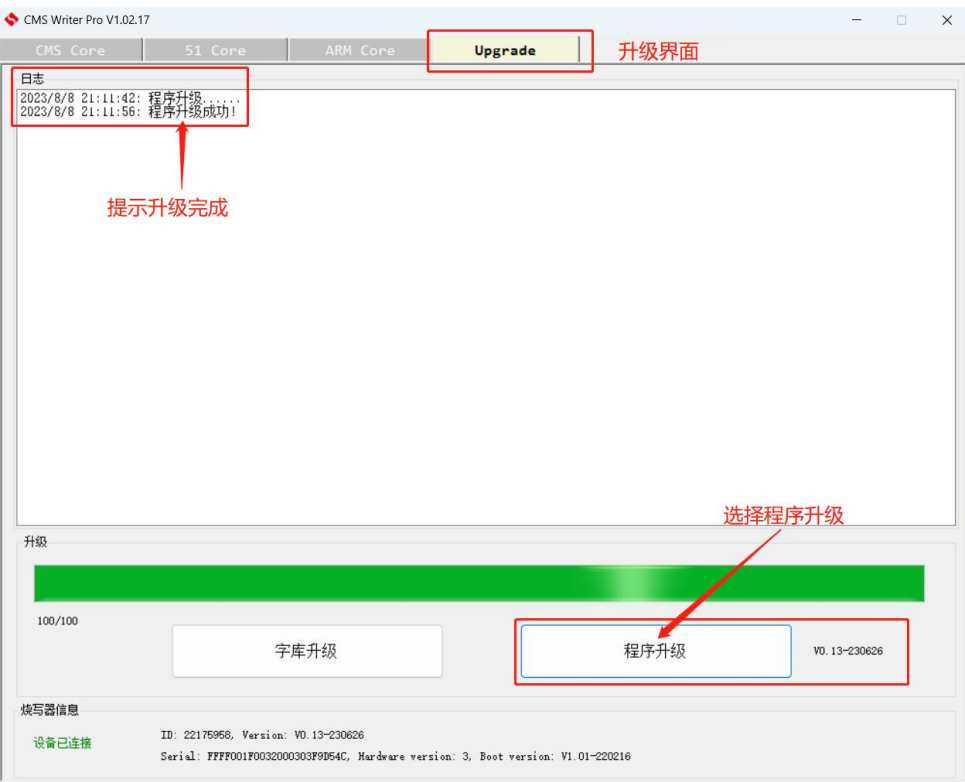 CMS Writer Pro V1.02.17
CMS Core 51 Core ARM Core Upgrade 升级界面
日志
2023/8/8 21:11:42: 程序升级......
2023/8/8 21:11:56: 程序升级成功!
提示升级完成
选择程序升级
升级
100/100
字库升级 程序升级 V0.13-230626
烧写器信息
设备已连接
ID: 22175958, Version: V0.13-230626
Serial: FFFF001F0032000303F9D54C, Hardware version: 3, Boot version: V1.01-220216